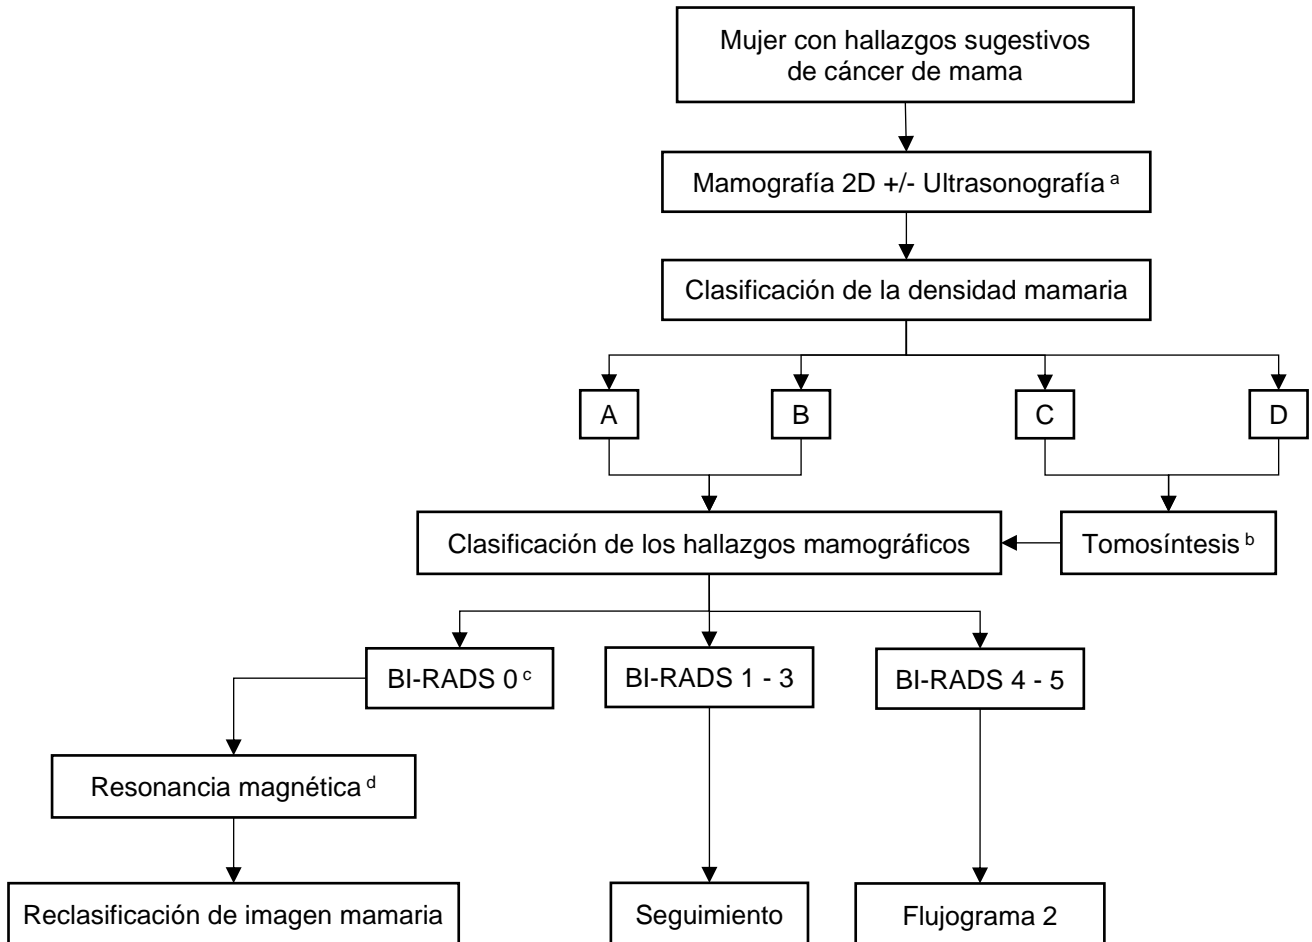 Mujer con hallazgos sugestivos
de cáncer de mama
Mamografía 2D +/- Ultrasonografía a
Clasificación de la densidad mamaria
A
B
C
D
Clasificación de los hallazgos mamográficos
Tomosíntesis b
BI-RADS 0 c
BI-RADS 1 - 3
BI-RADS 4 - 5
Resonancia magnética d
Reclasificación de imagen mamaria
Seguimiento
Flujograma 2